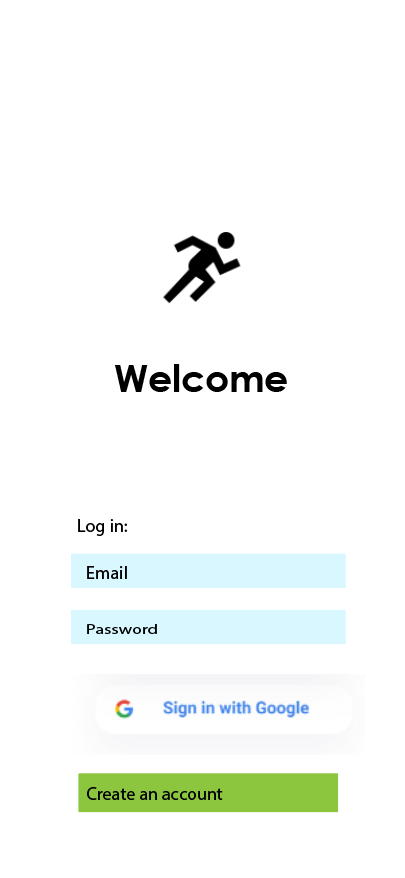 Welcome
Log in:
Email
Password
Sign in with Google
Create an account